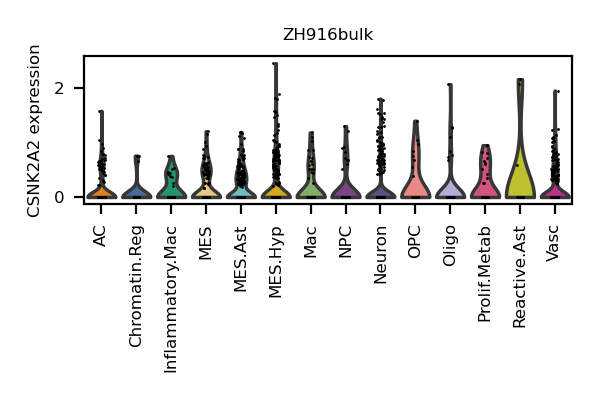 ZH916bulk
CSNK2A2 expression
2
0
AC
Chromatin.Reg
Inflammatory.Mac
MES
MES.Ast
MES.Hyp
Mac
NPC
Neuron
OPC
Oligo
Prolif.Metab
Reactive.Ast
Vasc